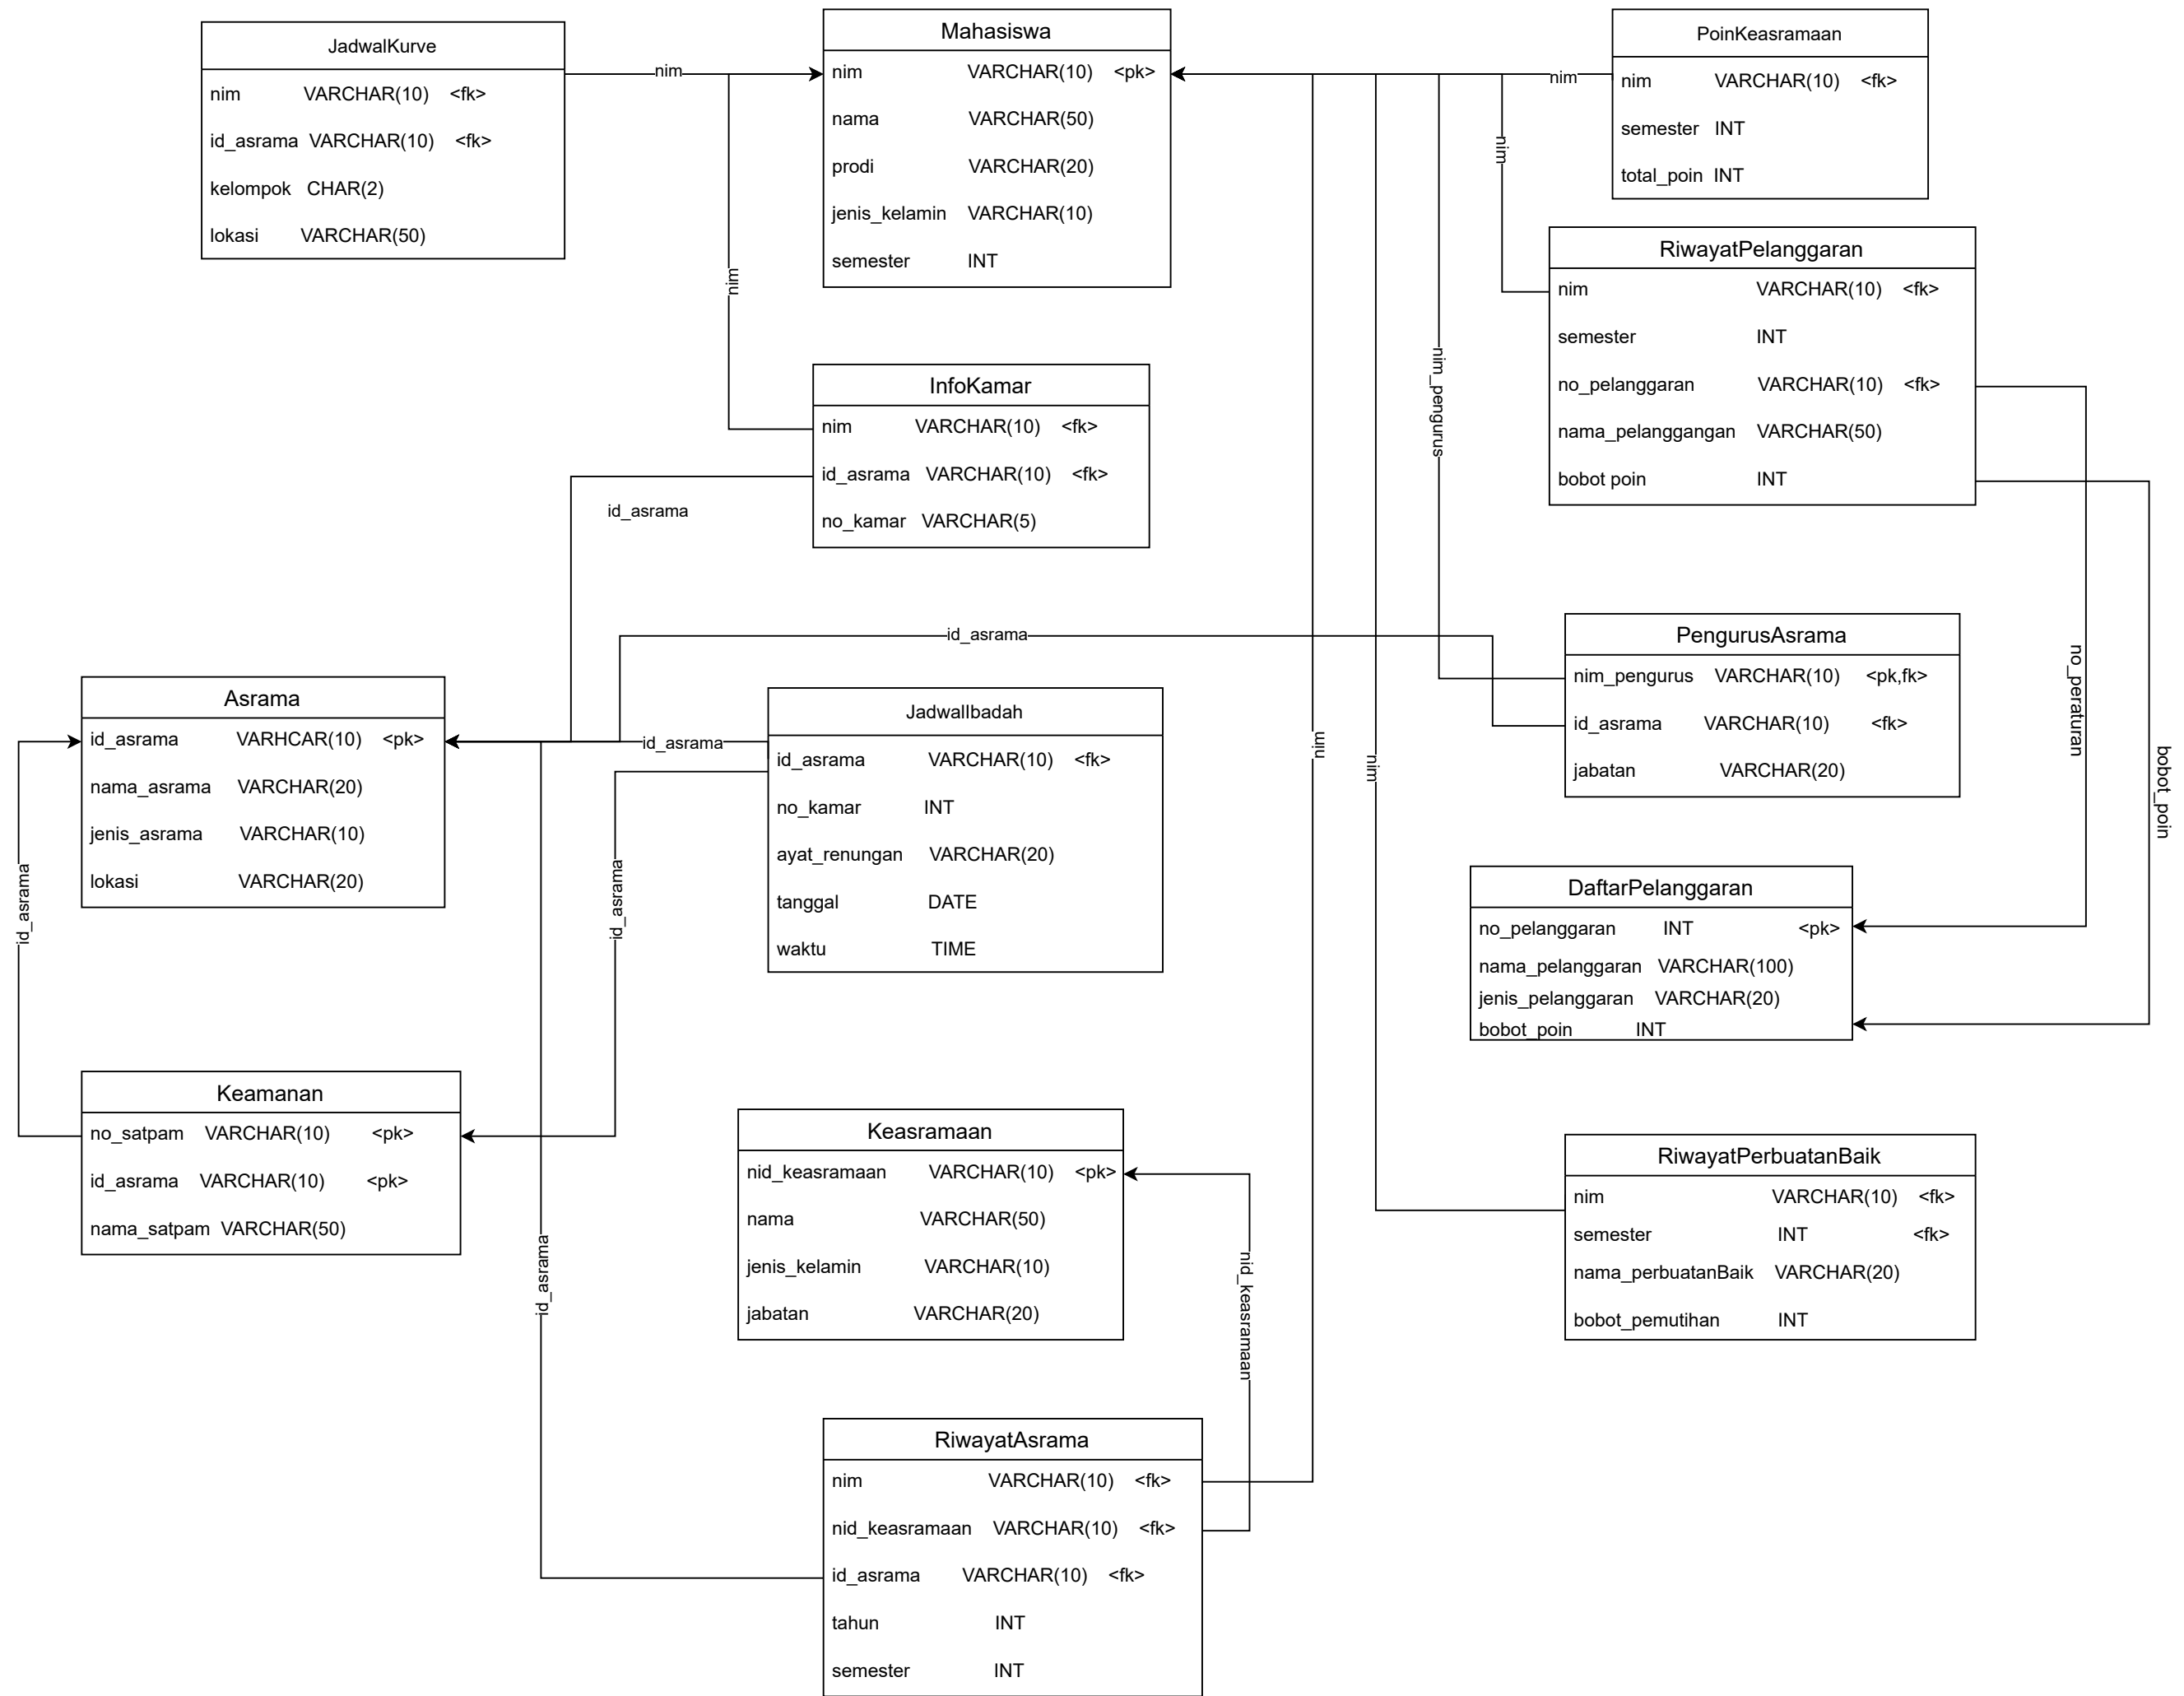 JadwalKurve
nim VARCHAR(10) <fk>
id_asrama VARCHAR(10) <fk>
kelompok CHAR(2)
lokasi VARCHAR(50)
nim
Mahasiswa
nim VARCHAR(10) <pk>
nama VARCHAR(50)
prodi VARCHAR(20)
jenis_kelamin VARCHAR(10)
semester INT
nim
PoinKeasramaan
nim VARCHAR(10) <fk>
semester INT
total_poin INT
nim
nim
RiwayatPelanggaran
nim VARCHAR(10) <fk>
semester INT
no_pelanggaran VARCHAR(10) <fk>
nama_pelanggangan VARCHAR(50)
bobot poin INT
nim_pengurus
InfoKamar
nim VARCHAR(10) <fk>
id_asrama VARCHAR(10) <fk>
no_kamar VARCHAR(5)
id_asrama
id_asrama
PengurusAsrama
nim_pengurus VARCHAR(10) <pk,fk>
id_asrama VARCHAR(10) <fk>
jabatan VARCHAR(20)
no_peraturan
bobot_poin
Asrama
id_asrama VARHCAR(10) <pk>
nama_asrama VARCHAR(20)
jenis_asrama VARCHAR(10)
lokasi VARCHAR(20)
id_asrama
JadwalIbadah
id_asrama VARCHAR(10) <fk>
no_kamar INT
ayat_renungan VARCHAR(20)
tanggal DATE
waktu TIME
nim
nim
id_asrama
id_asrama
DaftarPelanggaran
no_pelanggaran INT <pk>
nama_pelanggaran VARCHAR(100)
jenis_pelanggaran VARCHAR(20)
bobot_poin INT
Keamanan
no_satpam VARCHAR(10) <pk>
id_asrama VARCHAR(10) <pk>
nama_satpam VARCHAR(50)
id_asrama
Keasramaan
nid_keasramaan VARCHAR(10) <pk>
nama VARCHAR(50)
jenis_kelamin VARCHAR(10)
jabatan VARCHAR(20)
nid_keasramaan
RiwayatPerbuatanBaik
nim VARCHAR(10) <fk>
semester INT <fk>
nama_perbuatanBaik VARCHAR(20)
bobot_pemutihan INT
RiwayatAsrama
nim VARCHAR(10) <fk>
nid_keasramaan VARCHAR(10) <fk>
id_asrama VARCHAR(10) <fk>
tahun INT
semester INT